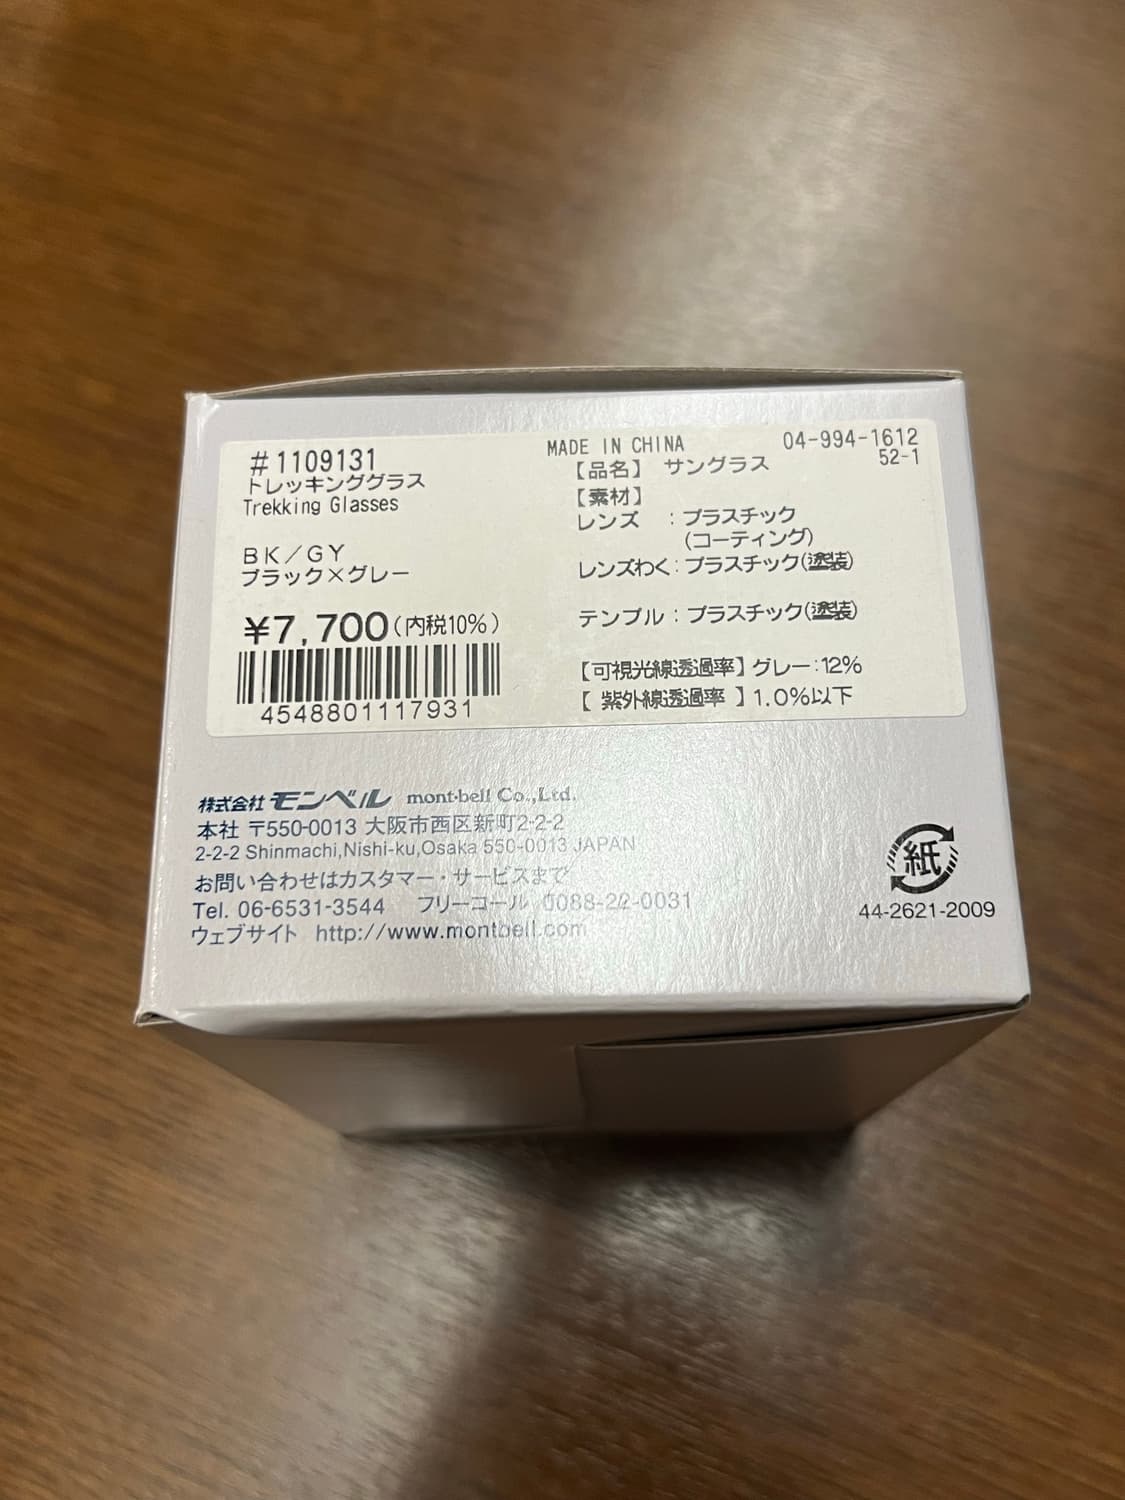 #1109131
トレッキンググラス
Trekking Glasses
BK/GY
ブラック×グレー
¥7,700(内税10%)
4548801117931
MADE IN CHINA
04-994-1612
52-1
【品名】 サングラス
【素材】
レンズ :プラスチック
(コーティング)
レンズわく:プラスチック(塗装)
テンプル:プラスチック(塗装)
【可視光線透過率】グレー:12%
【 紫外線透過率 】1.0%以下
株式会社モンベル mont-bell Co.,Ltd.
本社 〒550-0013 大阪市西区新町2-2-2
2-2-2 Shinmachi,Nishi-ku,Osaka 550-0013 JAPAN
お問い合わせはカスタマー・サービスまで
Tel. 06-6531-3544 フリーコール 0088-22-0031
ウェブサイト http://www.montbell.com
紙
44-2621-2009